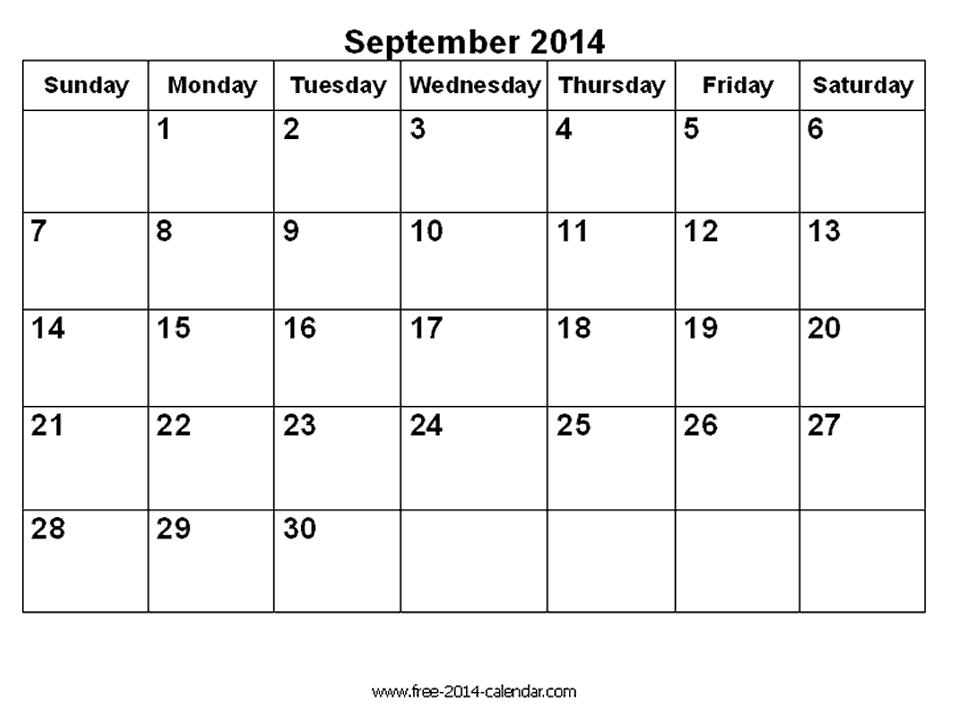 September 2014
Sunday Monday Tuesday Wednesday Thursday Friday Saturday
1 2 3 4 5 6
7 8 9 10 11 12 13
14 15 16 17 18 19 20
21 22 23 24 25 26 27
28 29 30
www.free-2014-calendar.com